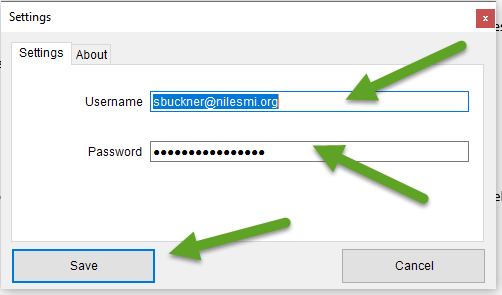 Settings
Settings About
Username sbuckner@nilesmi.org
Password ●●●●●●●●●●●●●●●●
Save Cancel